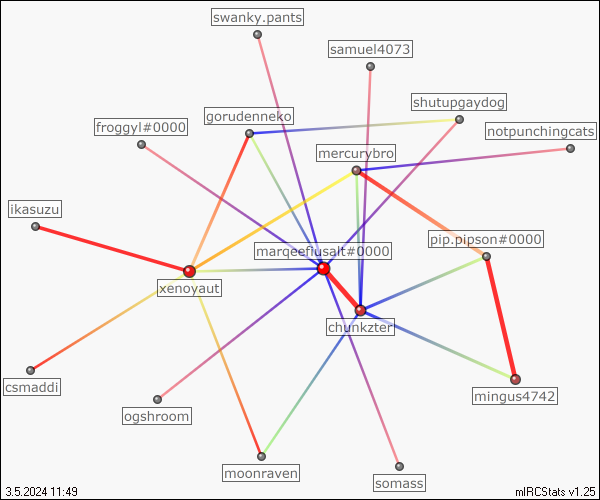 swanky.pants
samuel4073
shutupgaydog
gorudenneko
froggyl#0000
notpunchingcats
mercurybro
ikasuzu
pip.pipson#0000
marqeeflusalt#0000
xenoyaut
chunkzter
csmaddi
mingus4742
ogshroom
moonraven
somass
3.5.2024 11:49
mIRCStats v1.25